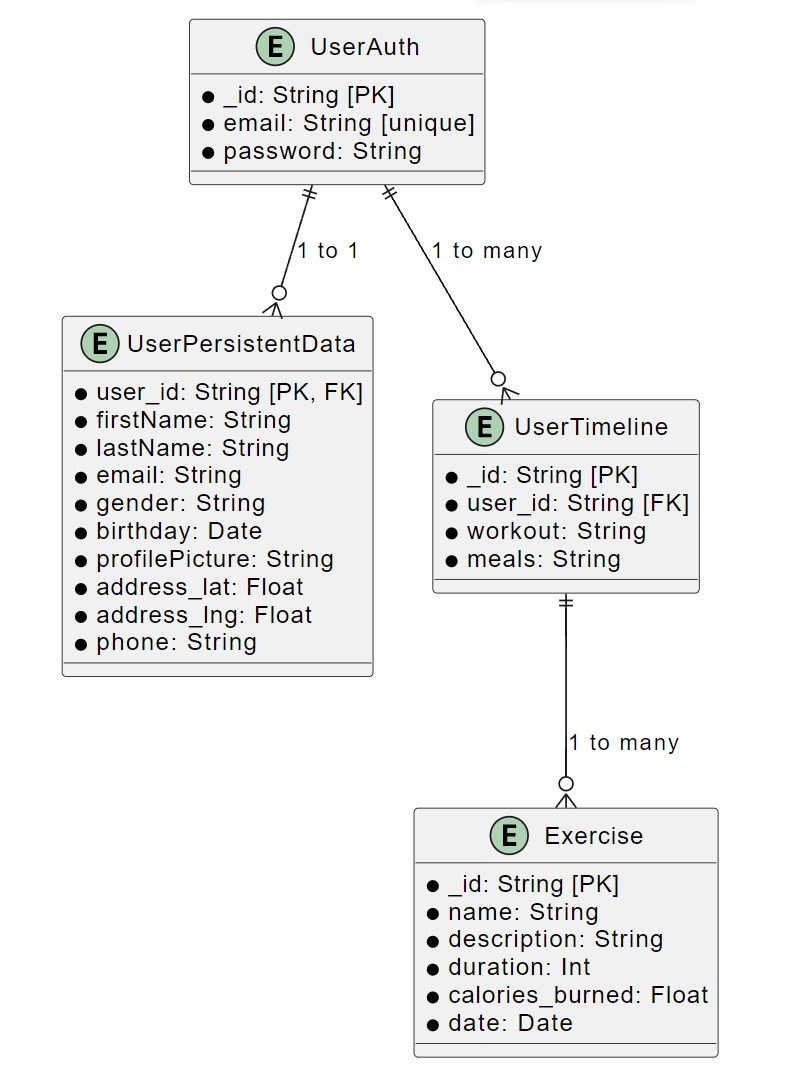 E UserAuth
_id: String [PK]
email: String [unique]
password: String
1 to 1
1 to many
E UserPersistentData
user_id: String [PK, FK]
firstName: String
lastName: String
email: String
gender: String
birthday: Date
profilePicture: String
address_lat: Float
address_lng: Float
phone: String
E UserTimeline
_id: String [PK]
user_id: String [FK]
workout: String
meals: String
1 to many
E Exercise
_id: String [PK]
name: String
description: String
duration: Int
calories_burned: Float
date: Date